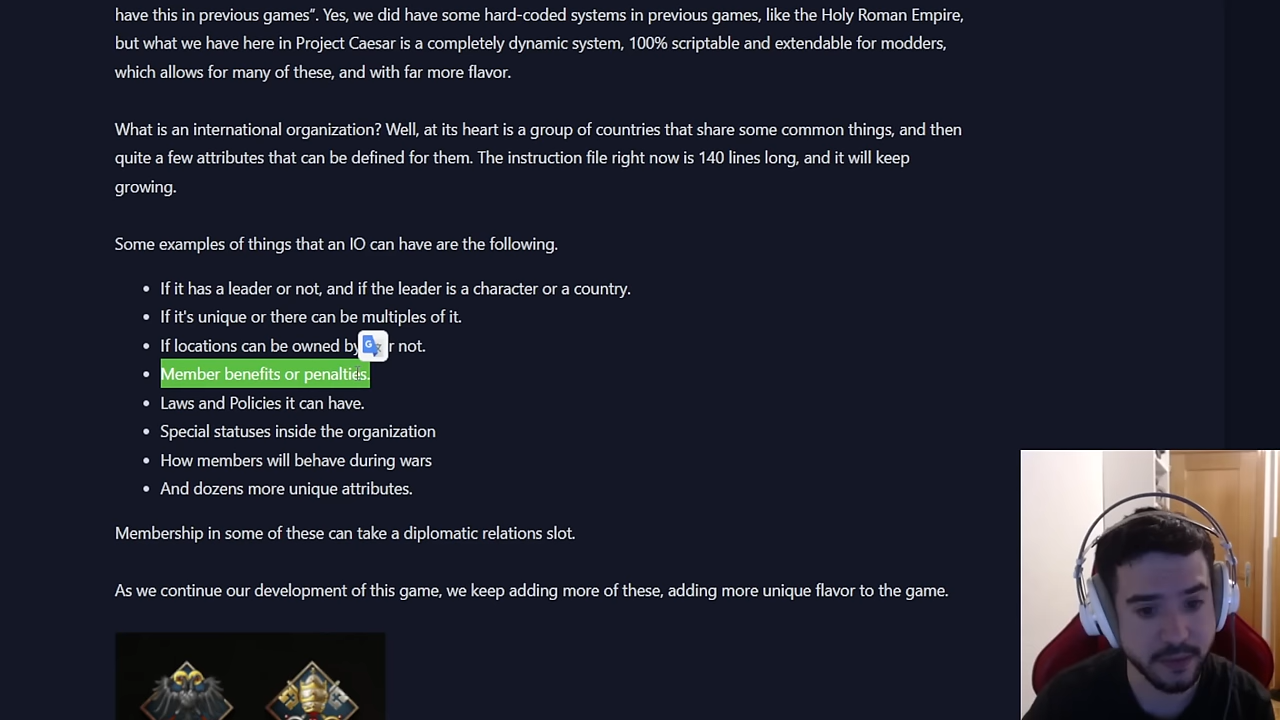 have this in previous games”. Yes, we did have some hard-coded systems in previous games, like the Holy Roman Empire,
but what we have here in Project Caesar is a completely dynamic system, 100% scriptable and extendable for modders,
which allows for many of these, and with far more flavor.
What is an international organization? Well, at its heart is a group of countries that share some common things, and then
quite a few attributes that can be defined for them. The instruction file right now is 140 lines long, and it will keep
growing.
Some examples of things that an IO can have are the following.
• If it has a leader or not, and if the leader is a character or a country.
• If it's unique or there can be multiples of it.
• If locations can be owned by r not.
• Member benefits or penalties.
• Laws and Policies it can have.
• Special statuses inside the organization
• How members will behave during wars
• And dozens more unique attributes.
Membership in some of these can take a diplomatic relations slot.
As we continue our development of this game, we keep adding more of these, adding more unique flavor to the game.